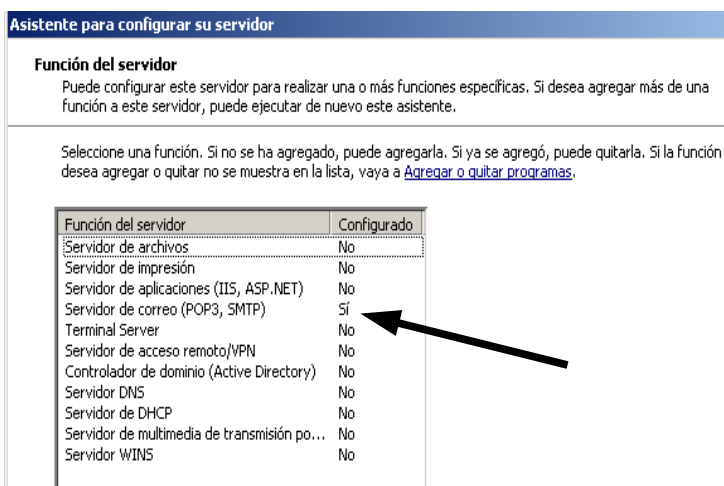 Asistente para configurar su servidor
Función del servidor
Puede configurar este servidor para realizar una o más funciones específicas. Si desea agregar más de una
función a este servidor, puede ejecutar de nuevo este asistente.
Seleccione una función. Si no se ha agregado, puede agregarla. Si ya se agregó, puede quitarla. Si la función
desea agregar o quitar no se muestra en la lista, vaya a Agregar o quitar programas.
Función del servidor Configurado
Servidor de archivos No
Servidor de impresión No
Servidor de aplicaciones (IIS, ASP.NET) No
Servidor de correo (POP3, SMTP) Sí
Terminal Server No
Servidor de acceso remoto/VPN No
Controlador de dominio (Active Directory) No
Servidor DNS No
Servidor de DHCP No
Servidor de multimedia de transmisión po... No
Servidor WINS No